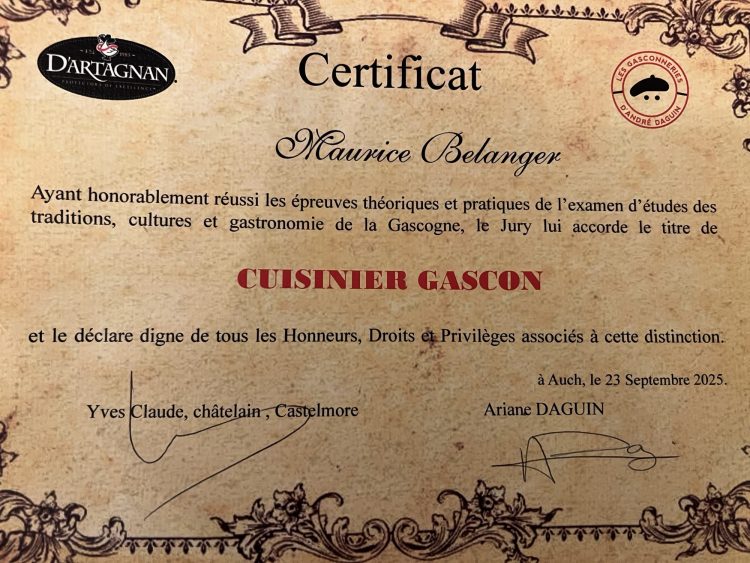 D'ARTAGNAN
PURVEYORS OF EXCELLENCE
LES GASCONNERIES
D'ANDRÉ DAGUIN
Certificat
Maurice Belanger
Ayant honorablement réussi les épreuves théoriques et pratiques de l'examen d'études des
traditions, cultures et gastronomie de la Gascogne, le Jury lui accorde le titre de
CUISINIER GASCON
et le déclare digne de tous les Honneurs, Droits et Privilèges associés à cette distinction.
à Auch, le 23 Septembre 2025.
Yves Claude, châtelain , Castelmore
Ariane DAGUIN